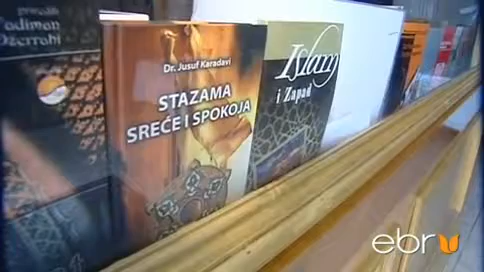 Dr. Jusuf Karadavi
STAZAMA
SREĆE I SPOKOJA
Islam
i Zapad
ebru